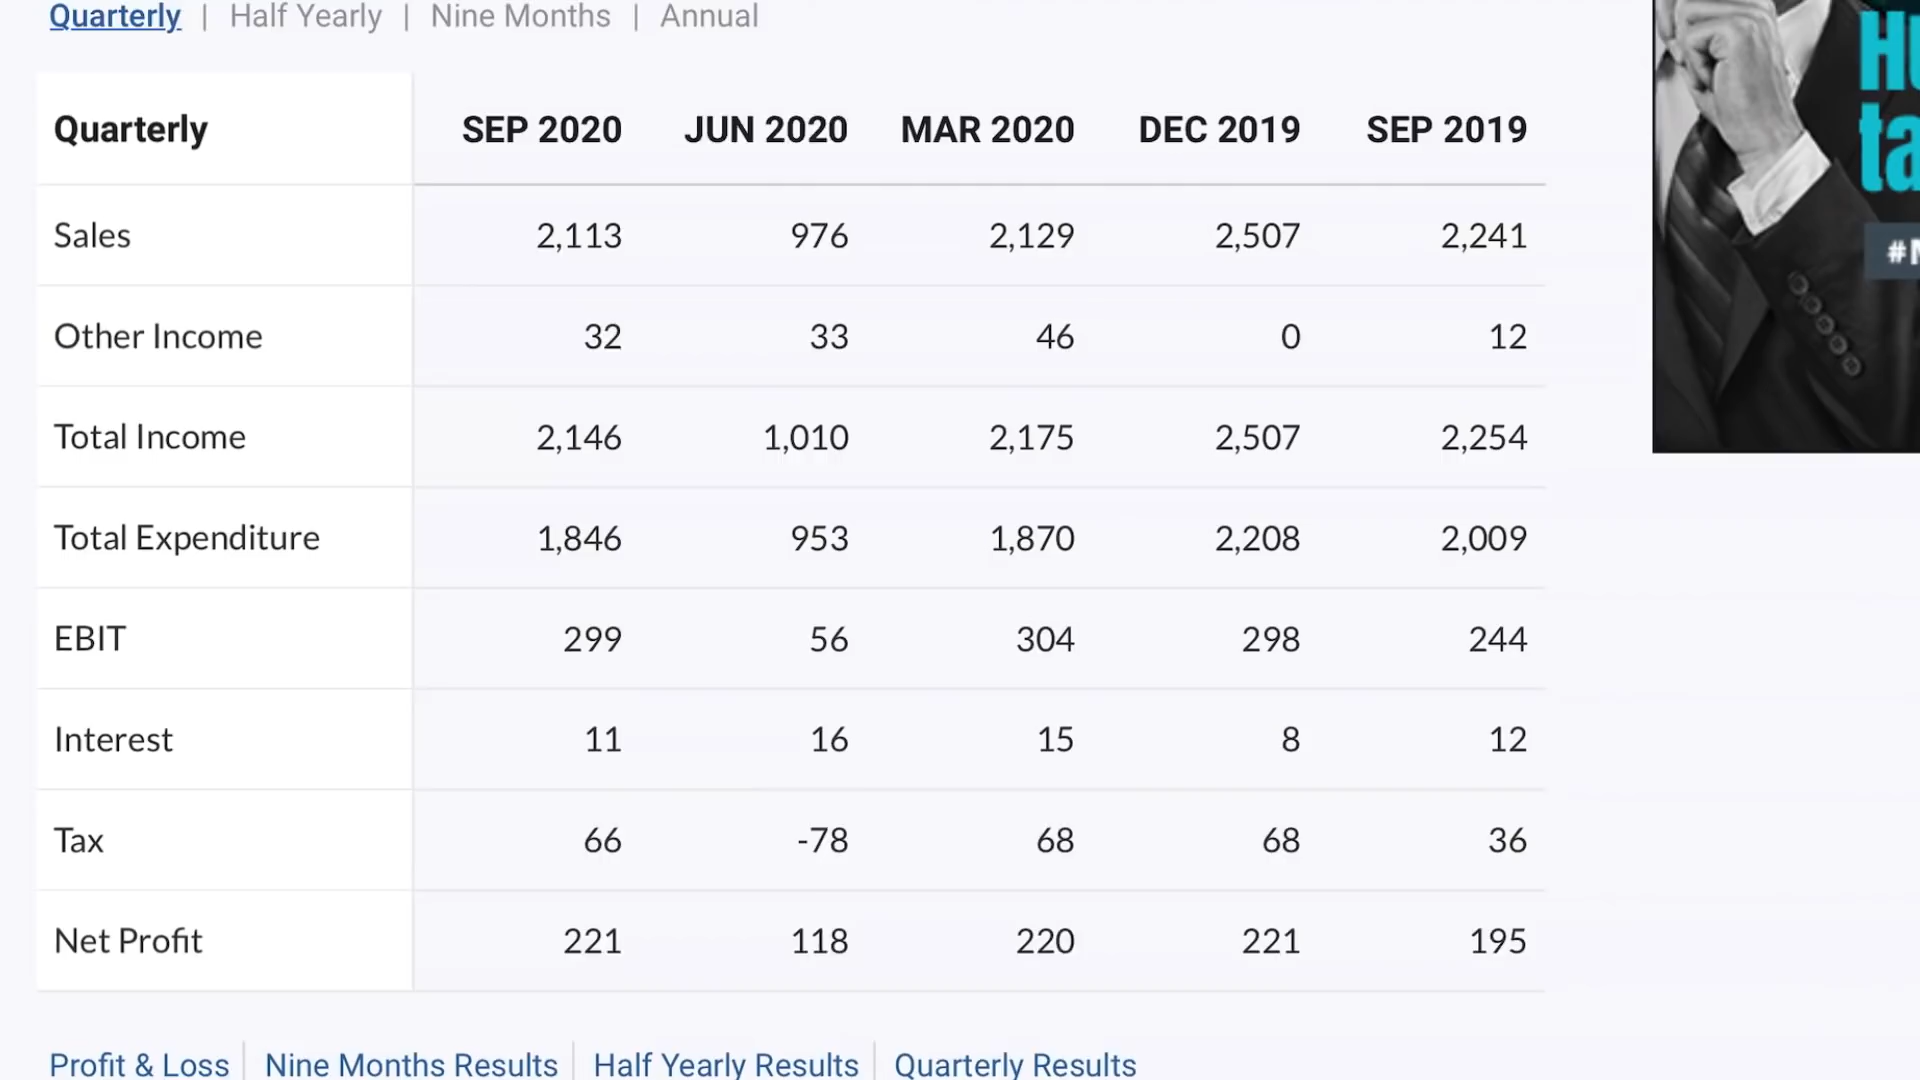 Quarterly | Half Yearly | Nine Months | Annual
Quarterly SEP 2020 JUN 2020 MAR 2020 DEC 2019 SEP 2019
Sales 2,113 976 2,129 2,507 2,241
Other Income 32 33 46 0 12
Total Income 2,146 1,010 2,175 2,507 2,254
Total Expenditure 1,846 953 1,870 2,208 2,009
EBIT 299 56 304 298 244
Interest 11 16 15 8 12
Tax 66 -78 68 68 36
Net Profit 221 118 220 221 195
Profit & Loss | Nine Months Results | Half Yearly Results | Quarterly Results